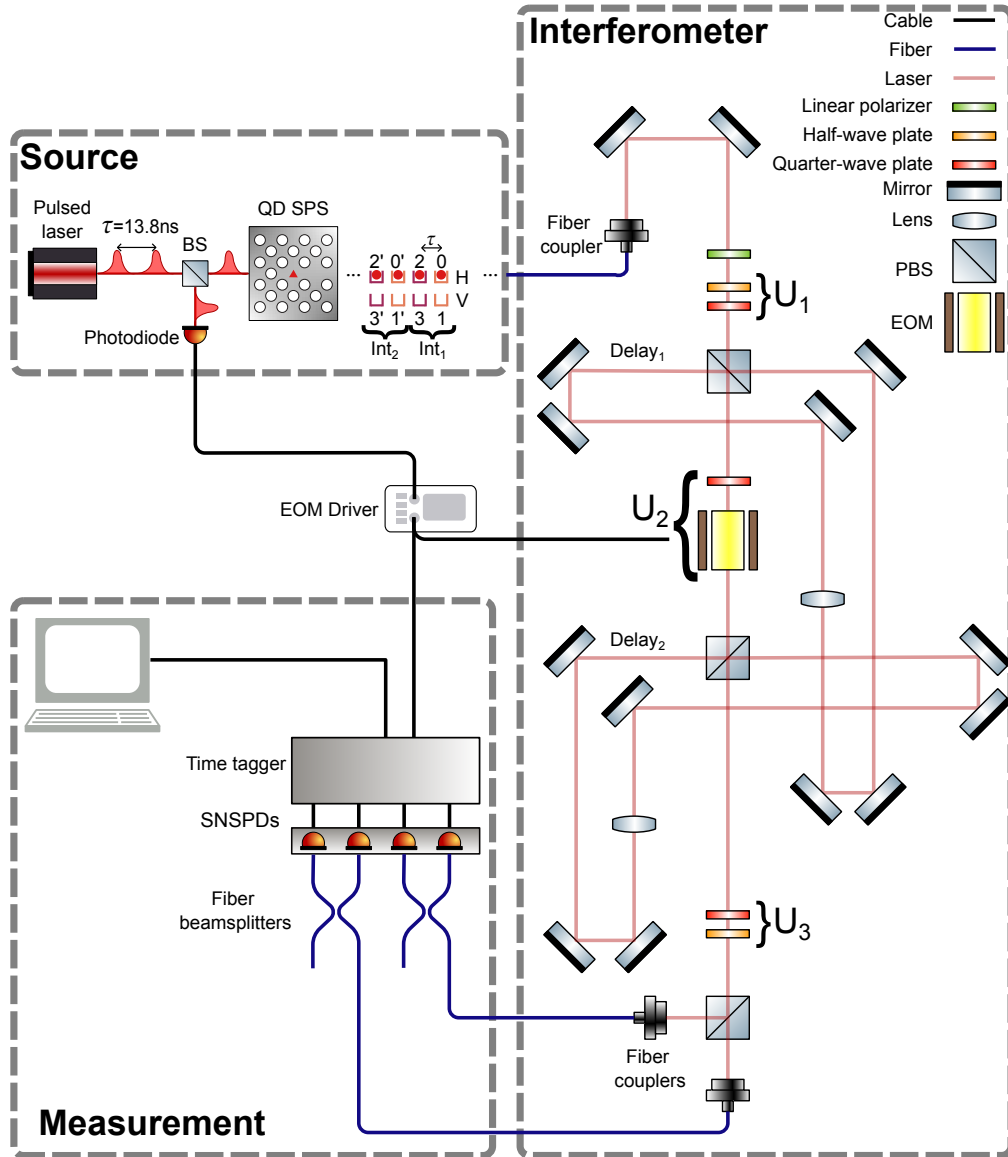 Interferometer
Cable
Fiber
Laser
Linear polarizer
Half-wave plate
Quarter-wave plate
Mirror
Lens
PBS
EOM
Source
Pulsed
laser
τ=13.8ns
BS
QD SPS
Photodiode
τ
... 2' 0' 2 0 ...
H
V
3' 1' 3 1
Int₂ Int₁
Fiber
coupler
U₁
Delay₁
EOM Driver
U₂
Delay₂
Time tagger
SNSPDs
Fiber
beamsplitters
U₃
Fiber
couplers
Measurement